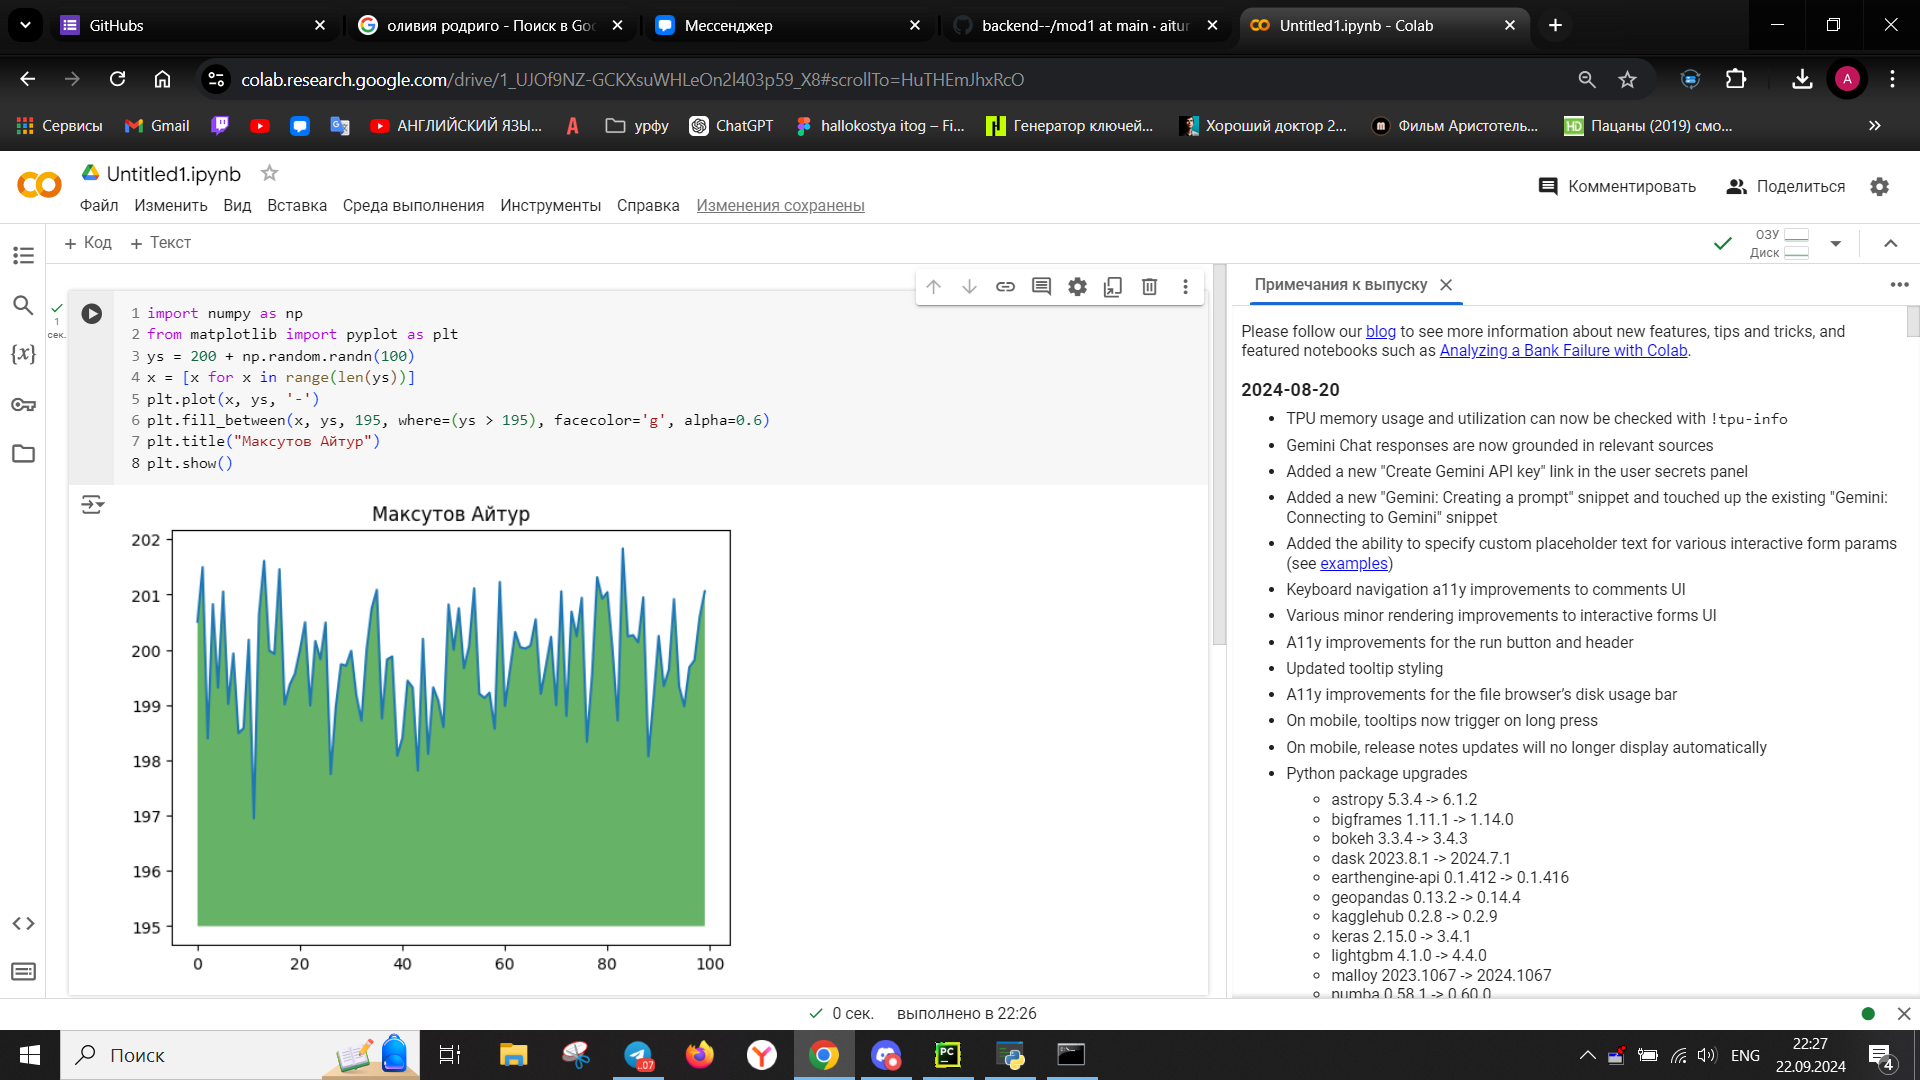 GitHubs
оливия родриго - Поиск в Goo
Мессенджер
backend--/mod1 at main · aitur
Untitled1.ipynb - Colab
colab.research.google.com/drive/1_UJOf9NZ-GCKXsuWHLeOn2l403p59_X8#scrollTo=HuTHEmJhxRcO
A
Сервисы
Gmail
АНГЛИЙСКИЙ ЯЗЫ...
урфу
ChatGPT
hallokostya itog – Fi...
Генератор ключей...
Хороший доктор 2...
Фильм Аристотель...
Пацаны (2019) смо...
Untitled1.ipynb
Комментировать
Поделиться
Файл Изменить Вид Вставка Среда выполнения Инструменты Справка Изменения сохранены
+ Код + Текст
ОЗУ
Диск
1
сек.
1 import numpy as np
2 from matplotlib import pyplot as plt
3 ys = 200 + np.random.randn(100)
4 x = [x for x in range(len(ys))]
5 plt.plot(x, ys, '-')
6 plt.fill_between(x, ys, 195, where=(ys > 195), facecolor='g', alpha=0.6)
7 plt.title("Максутов Айтур")
8 plt.show()
Максутов Айтур
202
201
200
199
198
197
196
195
0 20 40 60 80 100
Примечания к выпуску
Please follow our blog to see more information about new features, tips and tricks, and
featured notebooks such as Analyzing a Bank Failure with Colab.
2024-08-20
TPU memory usage and utilization can now be checked with !tpu-info
Gemini Chat responses are now grounded in relevant sources
Added a new "Create Gemini API key" link in the user secrets panel
Added a new "Gemini: Creating a prompt" snippet and touched up the existing "Gemini:
Connecting to Gemini" snippet
Added the ability to specify custom placeholder text for various interactive form params
(see examples)
Keyboard navigation a11y improvements to comments UI
Various minor rendering improvements to interactive forms UI
A11y improvements for the run button and header
Updated tooltip styling
A11y improvements for the file browser's disk usage bar
On mobile, tooltips now trigger on long press
On mobile, release notes updates will no longer display automatically
Python package upgrades
astropy 5.3.4 -> 6.1.2
bigframes 1.11.1 -> 1.14.0
bokeh 3.3.4 -> 3.4.3
dask 2023.8.1 -> 2024.7.1
earthengine-api 0.1.412 -> 0.1.416
geopandas 0.13.2 -> 0.14.4
kagglehub 0.2.8 -> 0.2.9
keras 2.15.0 -> 3.4.1
lightgbm 4.1.0 -> 4.4.0
malloy 2023.1067 -> 2024.1067
numba 0.58.1 -> 0.60.0
0 сек. выполнено в 22:26
Поиск
ENG
22:27
22.09.2024
4